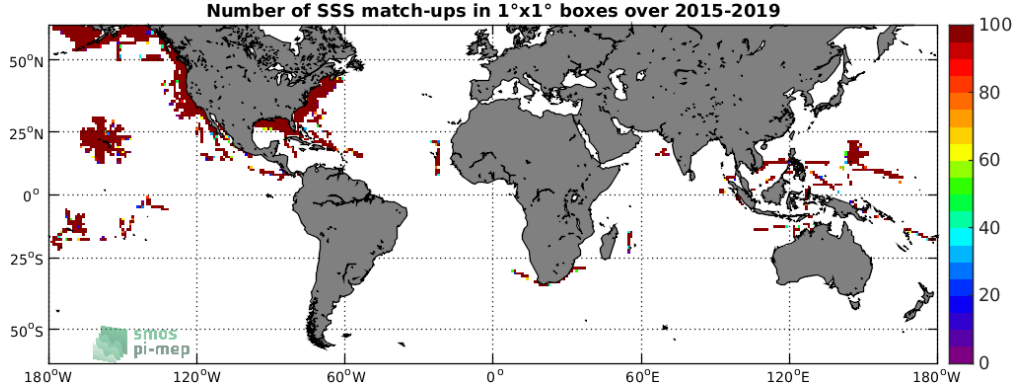 Number of SSS match-ups in 1°x1° boxes over 2015-2019
100
50°N
80
25°N
60
0°
40
25°S
20
50°S
smos
pi-mep
0
180°W
120°W
60°W
0°
60°E
120°E
180°W